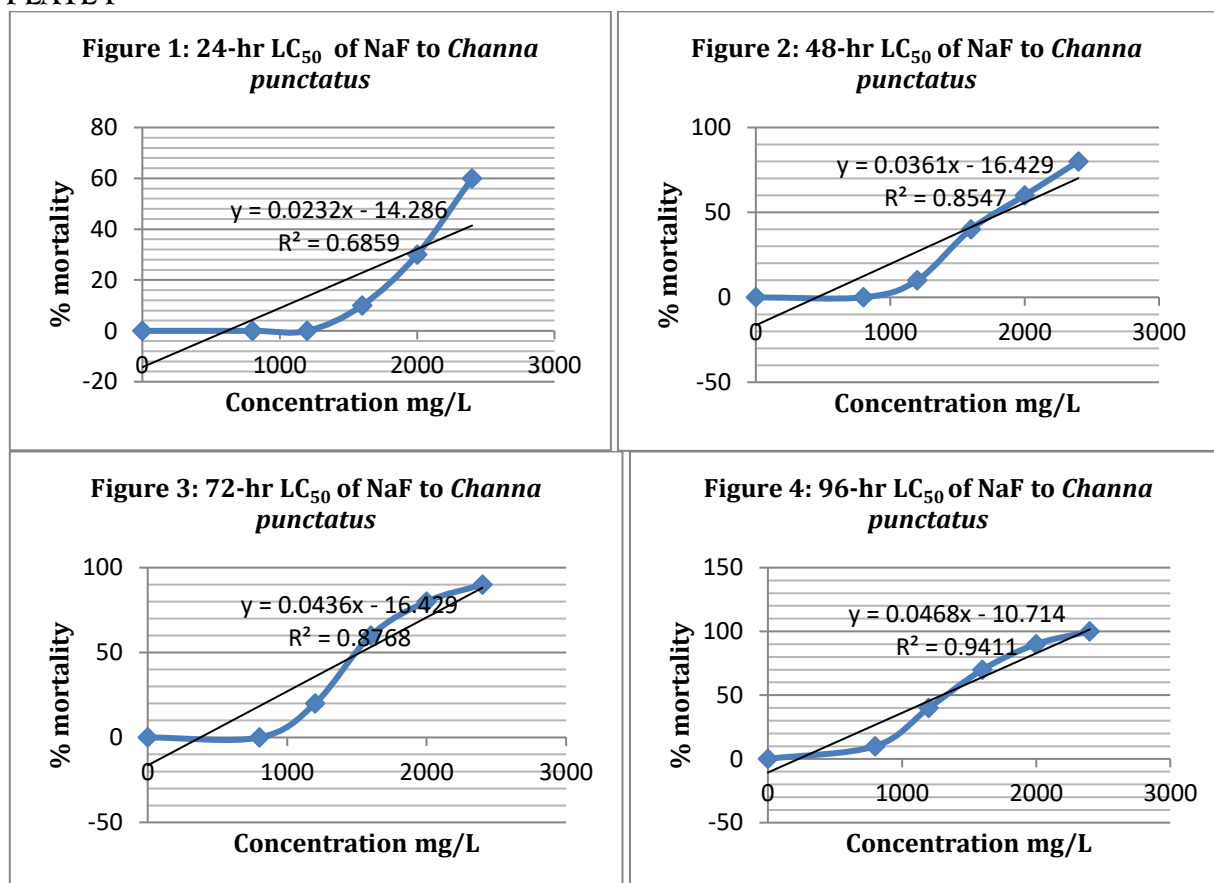 Figure 1: 24-hr LC50 of NaF to Channa
punctatus
80
60
40
20
0
-20
0
1000
2000
3000
y = 0.0232x - 14.286
R² = 0.6859
% mortality
Concentration mg/L
Figure 2: 48-hr LC50 of NaF to Channa
punctatus
100
50
0
-50
0
1000
2000
3000
y = 0.0361x - 16.429
R² = 0.8547
% mortality
Concentration mg/L
Figure 3: 72-hr LC50 of NaF to Channa
punctatus
100
50
0
-50
0
1000
2000
3000
y = 0.0436x - 16.429
R² = 0.8768
% mortality
Concentration mg/L
Figure 4: 96-hr LC50 of NaF to Channa
punctatus
150
100
50
0
-50
0
1000
2000
3000
y = 0.0468x - 10.714
R² = 0.9411
% mortality
Concentration mg/L